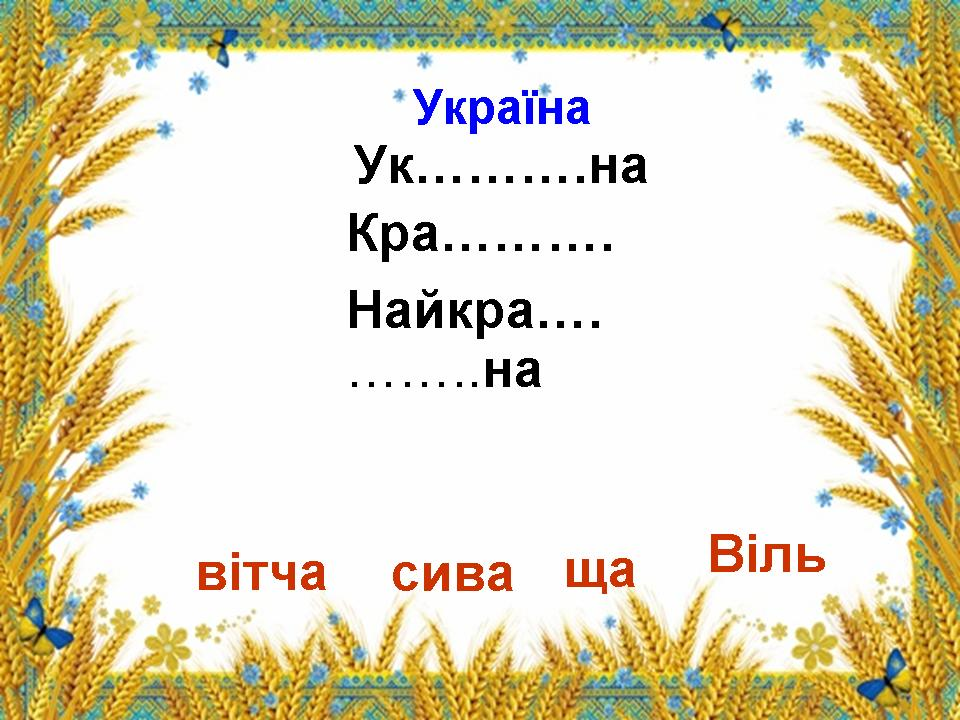 Україна
Ук……….на
Кра……….
Найкра….
……..на
вітча сива ща Віль